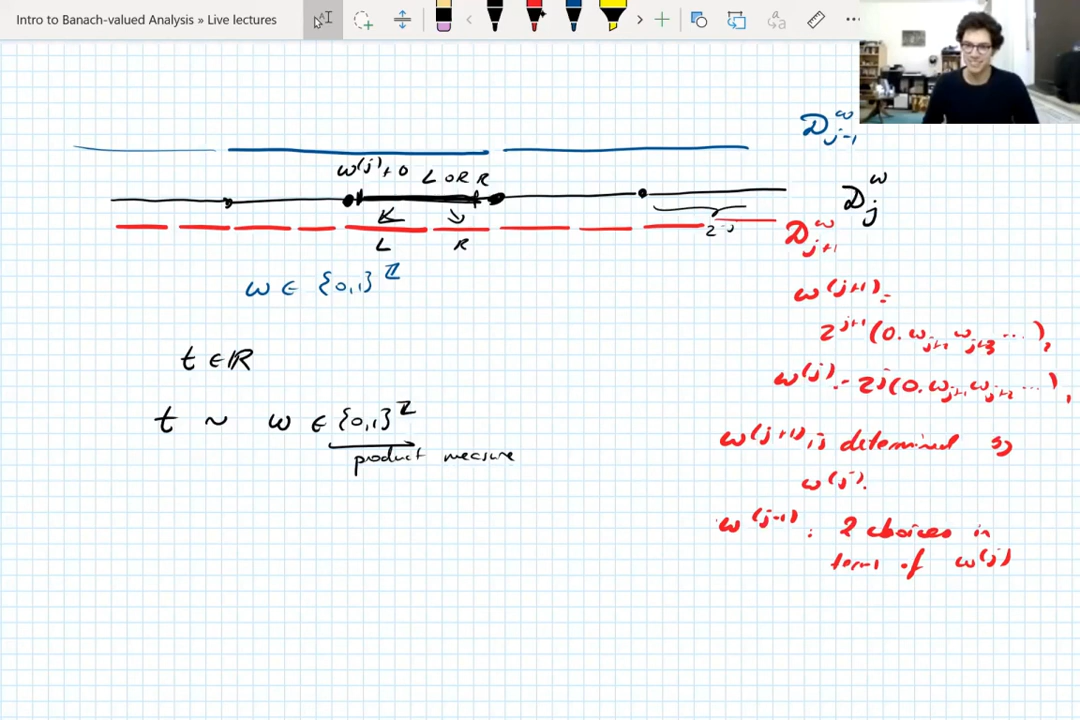 Intro to Banach-valued Analysis » Live lectures
D^ω_{j-1}
ω(j)+0 L OR R
D^ω_j
2^{-j}
D^ω_{j+1}
L R
ω ∈ {0,1}^ℤ
ω(j+1) =
2^{j+1}(0.ω_{j+2} ω_{j+3} ...)_2
t ∈ ℝ
ω(j) = 2^j(0.ω_{j+1} ω_{j+2} ...)_2
t ~ ω ∈ {0,1}^ℤ
product measure
ω(j+1) is determined by
ω(j).
ω(j-1) : 2 choices in
terms of ω(j)